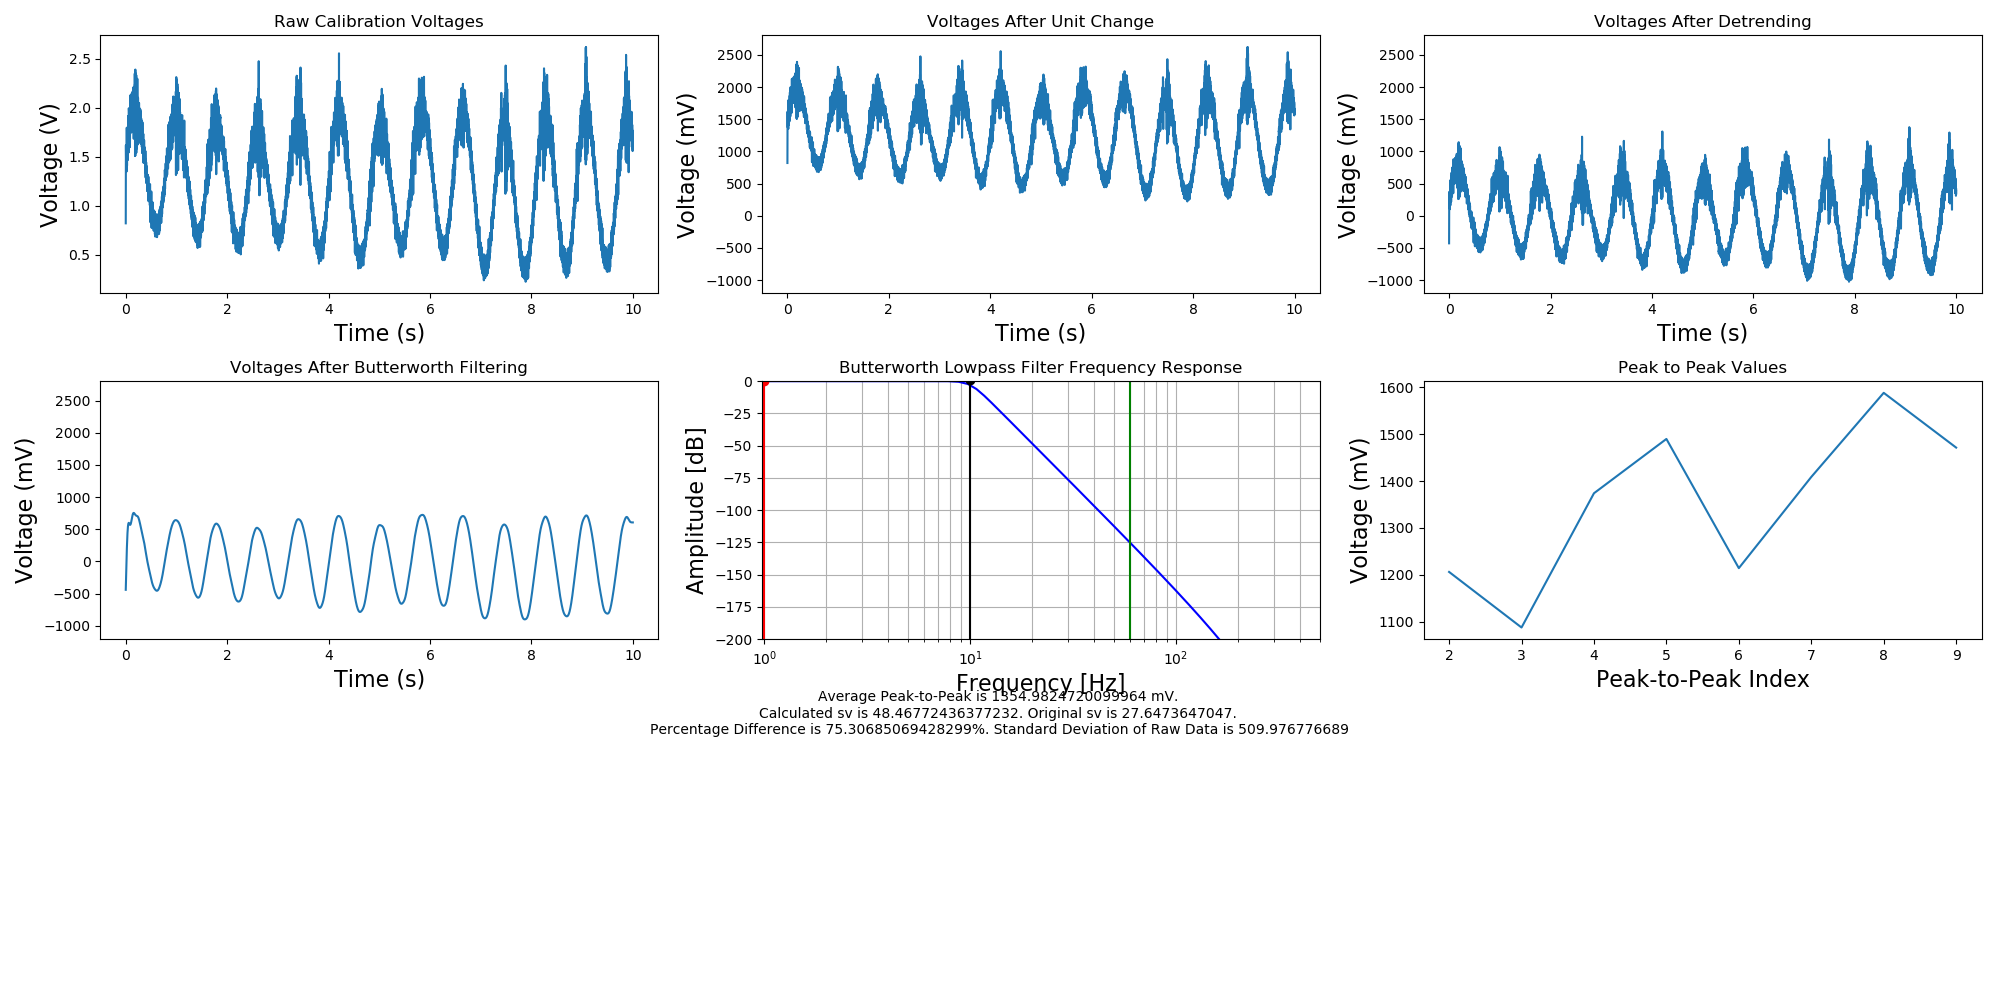 Raw Calibration Voltages
Voltage (V)
2.5
2.0
1.5
1.0
0.5
0 2 4 6 8 10
Time (s)
Voltages After Unit Change
Voltage (mV)
2500
2000
1500
1000
500
0
−500
−1000
0 2 4 6 8 10
Time (s)
Voltages After Detrending
Voltage (mV)
2500
2000
1500
1000
500
0
−500
−1000
0 2 4 6 8 10
Time (s)
Voltages After Butterworth Filtering
Voltage (mV)
2500
2000
1500
1000
500
0
−500
−1000
0 2 4 6 8 10
Time (s)
Butterworth Lowpass Filter Frequency Response
Amplitude [dB]
0
−25
−50
−75
−100
−125
−150
−175
−200
10⁰ 10¹ 10²
Frequency [Hz]
Peak to Peak Values
Voltage (mV)
1600
1500
1400
1300
1200
1100
2 3 4 5 6 7 8 9
Peak-to-Peak Index
Average Peak-to-Peak is 1354.9824720099964 mV.
Calculated sv is 48.46772436377232. Original sv is 27.6473647047.
Percentage Difference is 75.30685069428299%. Standard Deviation of Raw Data is 509.976776689